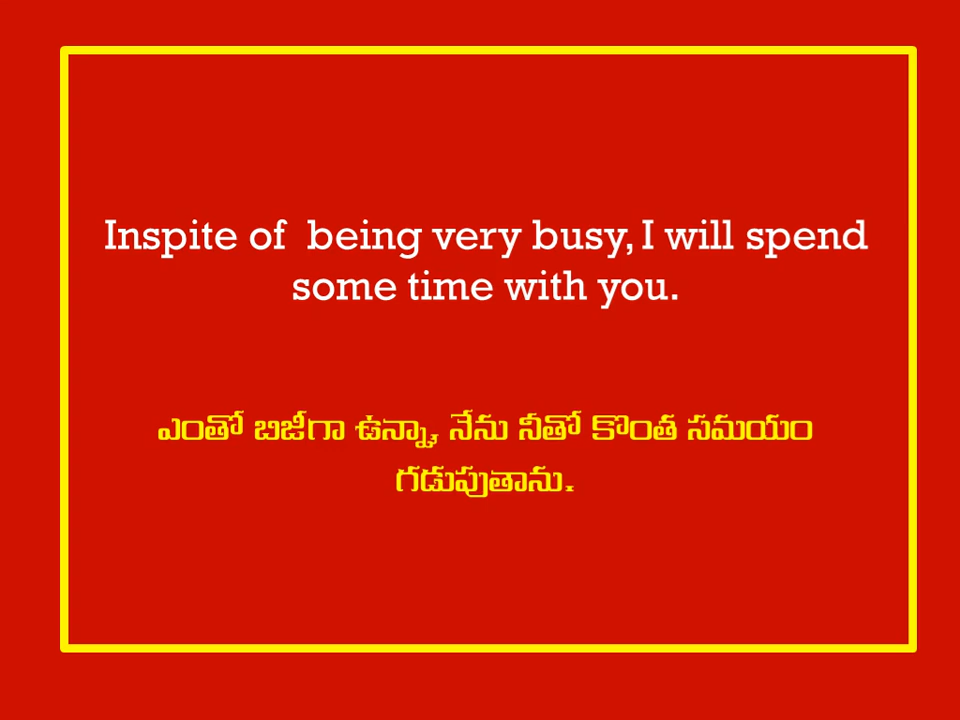 Inspite of being very busy, I will spend
some time with you.
ఎంతో బిజీగా ఉన్నా, నేను నీతో కొంత సమయం
గడుపుతాను.